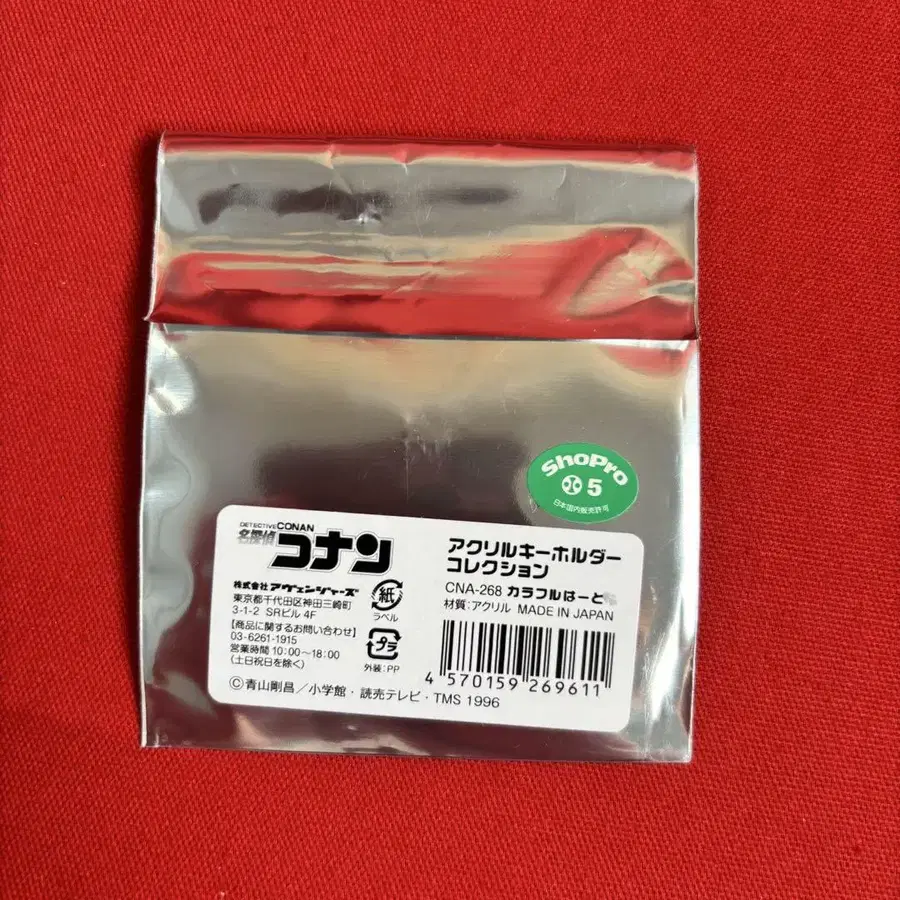 ShoPro
5
日本国内販売許可
DETECTIVE CONAN
名探偵
コナン
株式会社アヴェンジャーズ
東京都千代田区神田三崎町
3-1-2 SRビル 4F
【商品に関するお問い合わせ】
03-6261-1915
営業時間 10:00〜18:00
(土日祝日を除く)
紙
ラベル
プラ
外装:PP
アクリルキーホルダー
コレクション
CNA-268 カラフルはーと
材質:アクリル MADE IN JAPAN
4 570159 269611
©青山剛昌/小学館・読売テレビ・TMS 1996